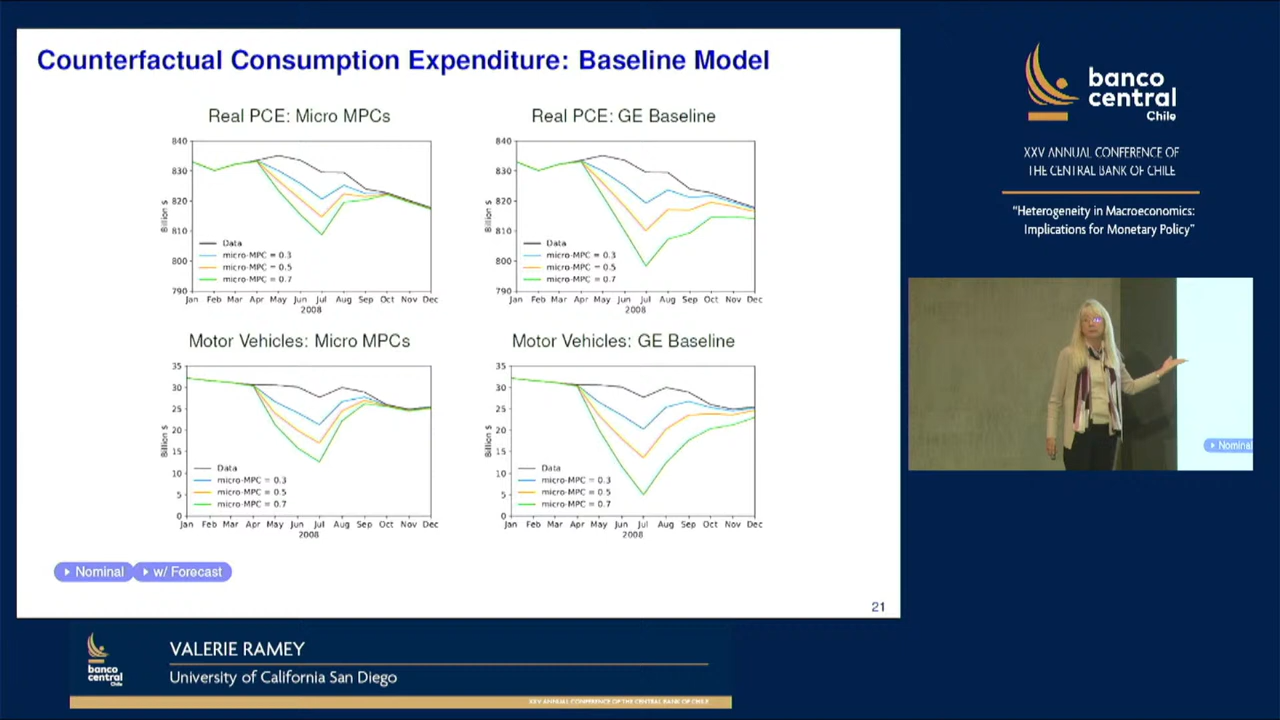 Counterfactual Consumption Expenditure: Baseline Model
Real PCE: Micro MPCs
840
830
820
810
800
790
Billion $
Data
micro-MPC = 0.3
micro-MPC = 0.5
micro-MPC = 0.7
Jan Feb Mar Apr May Jun Jul Aug Sep Oct Nov Dec
2008
Real PCE: GE Baseline
840
830
820
810
800
790
Billion $
Data
micro-MPC = 0.3
micro-MPC = 0.5
micro-MPC = 0.7
Jan Feb Mar Apr May Jun Jul Aug Sep Oct Nov Dec
2008
Motor Vehicles: Micro MPCs
35
30
25
20
15
10
5
0
Billion $
Data
micro-MPC = 0.3
micro-MPC = 0.5
micro-MPC = 0.7
Jan Feb Mar Apr May Jun Jul Aug Sep Oct Nov Dec
2008
Motor Vehicles: GE Baseline
35
30
25
20
15
10
5
0
Billion $
Data
micro-MPC = 0.3
micro-MPC = 0.5
micro-MPC = 0.7
Jan Feb Mar Apr May Jun Jul Aug Sep Oct Nov Dec
2008
Nominal
w/ Forecast
21
banco
central
Chile
XXV ANNUAL CONFERENCE OF
THE CENTRAL BANK OF CHILE
“Heterogeneity in Macroeconomics:
Implications for Monetary Policy”
Nominal
banco
central
Chile
VALERIE RAMEY
University of California San Diego
XXV ANNUAL CONFERENCE OF THE CENTRAL BANK OF CHILE